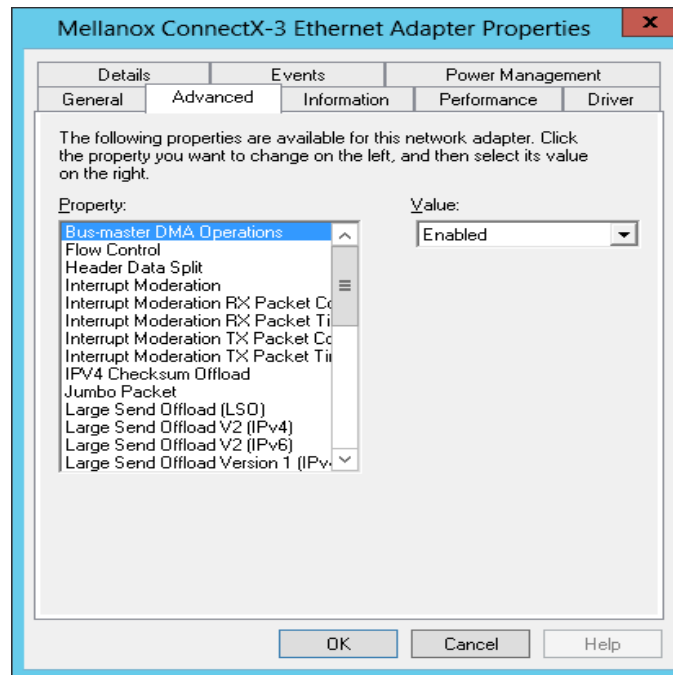 Mellanox ConnectX-3 Ethernet Adapter Properties
x
Details Events Power Management
General Advanced Information Performance Driver
The following properties are available for this network adapter. Click
the property you want to change on the left, and then select its value
on the right.
Property: Value:
Bus-master DMA Operations Enabled
Flow Control
Header Data Split
Interrupt Moderation
Interrupt Moderation RX Packet Co
Interrupt Moderation RX Packet Ti
Interrupt Moderation TX Packet Co
Interrupt Moderation TX Packet Tir
IPV4 Checksum Offload
Jumbo Packet
Large Send Offload (LSO)
Large Send Offload V2 (IPv4)
Large Send Offload V2 (IPv6)
Large Send Offload Version 1 (IPv
OK Cancel Help